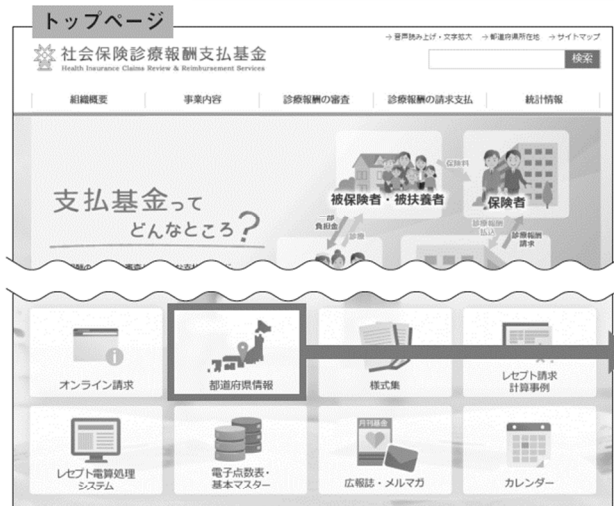 トップページ
→ 音声読み上げ・文字拡大 → 都道府県所在地 → サイトマップ
社会保険診療報酬支払基金
Health Insurance Claims Review & Reimbursement Services
検索
組織概要 事業内容 診療報酬の審査 診療報酬の請求支払 統計情報
保険料
被保険者・被扶養者
保険者
支払基金って
どんなところ?
一部
負担金
診療
診療報酬
払込
診療報酬
請求
オンライン請求
都道府県情報
様式集
レセプト請求
計算事例
月刊基金
レセプト電算処理
システム
電子点数表・
基本マスター
広報誌・メルマガ
カレンダー